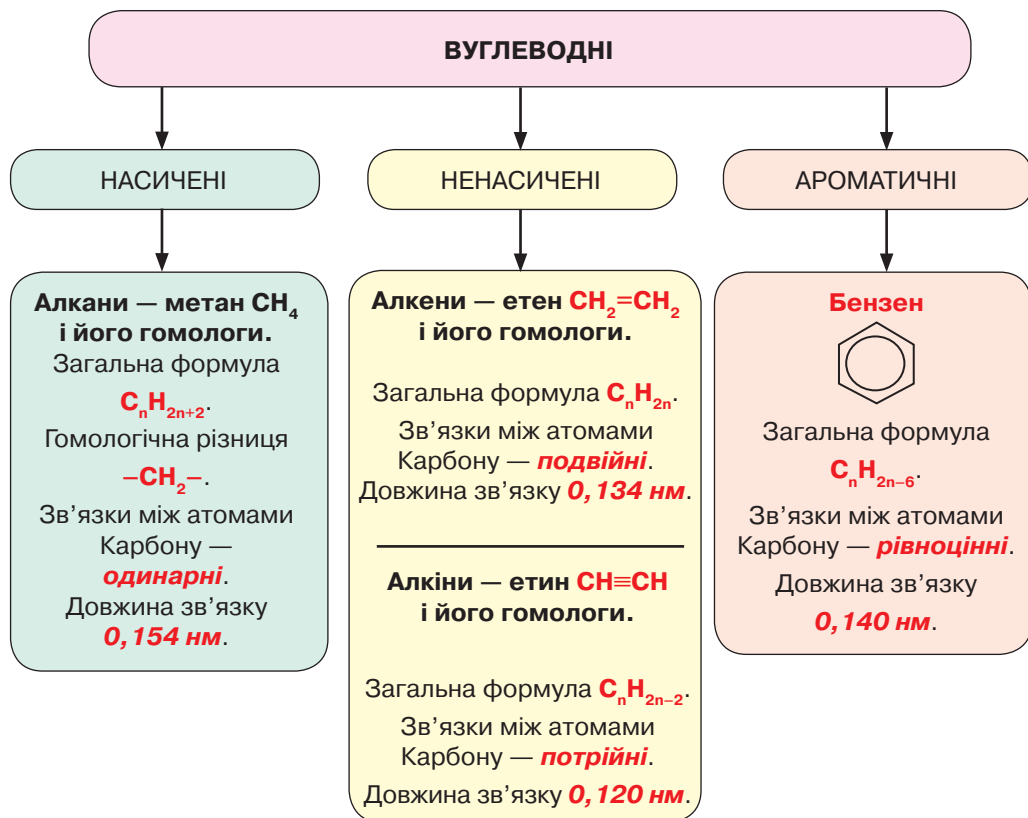 ВУГЛЕВОДНІ
НАСИЧЕНІ
НЕНАСИЧЕНІ
АРОМАТИЧНІ
Алкани — метан CH₄
і його гомологи.
Загальна формула
CₙH₂ₙ₊₂.
Гомологічна різниця
–CH₂–.
Зв’язки між атомами
Карбону —
одинарні.
Довжина зв’язку
0,154 нм.
Алкени — етен CH₂=CH₂
і його гомологи.
Загальна формула CₙH₂ₙ.
Зв’язки між атомами
Карбону — подвійні.
Довжина зв’язку 0,134 нм.
Алкіни — етин CH≡CH
і його гомологи.
Загальна формула CₙH₂ₙ₋₂.
Зв’язки між атомами
Карбону — потрійні.
Довжина зв’язку 0,120 нм.
Бензен
Загальна формула
CₙH₂ₙ₋₆.
Зв’язки між атомами
Карбону — рівноцінні.
Довжина зв’язку
0,140 нм.